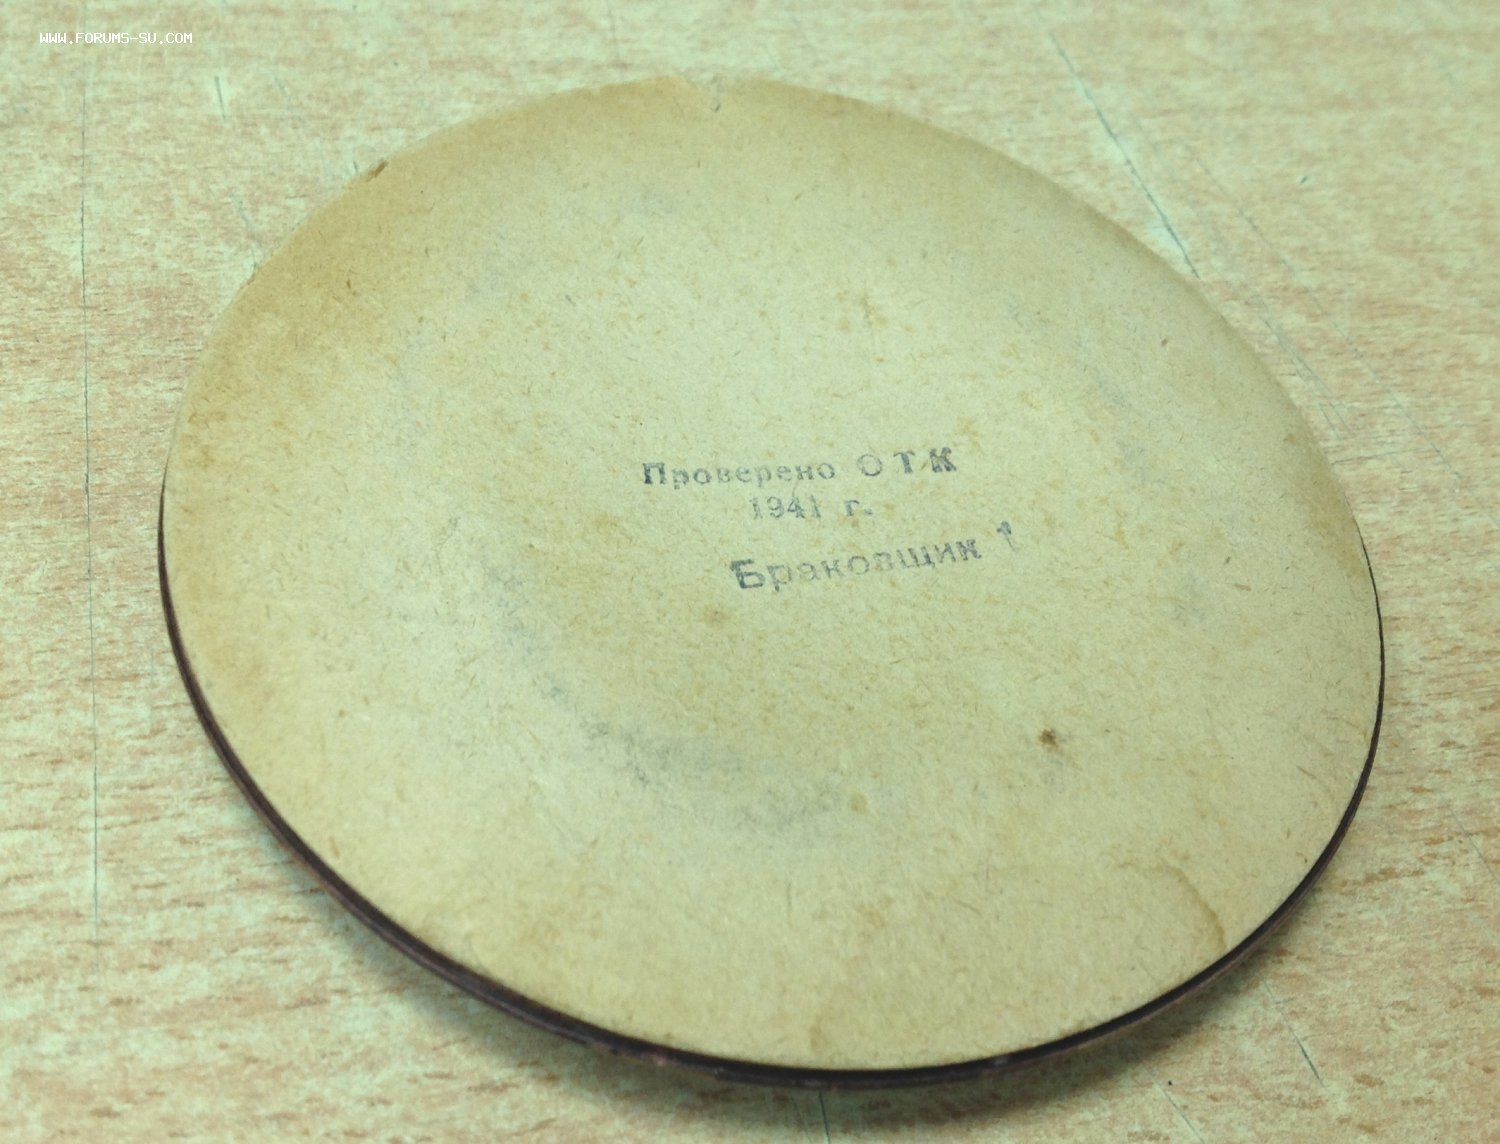 WWW.FORUMS-SU.COM
Проверено ОТК
1941 г.
Браковщик 1